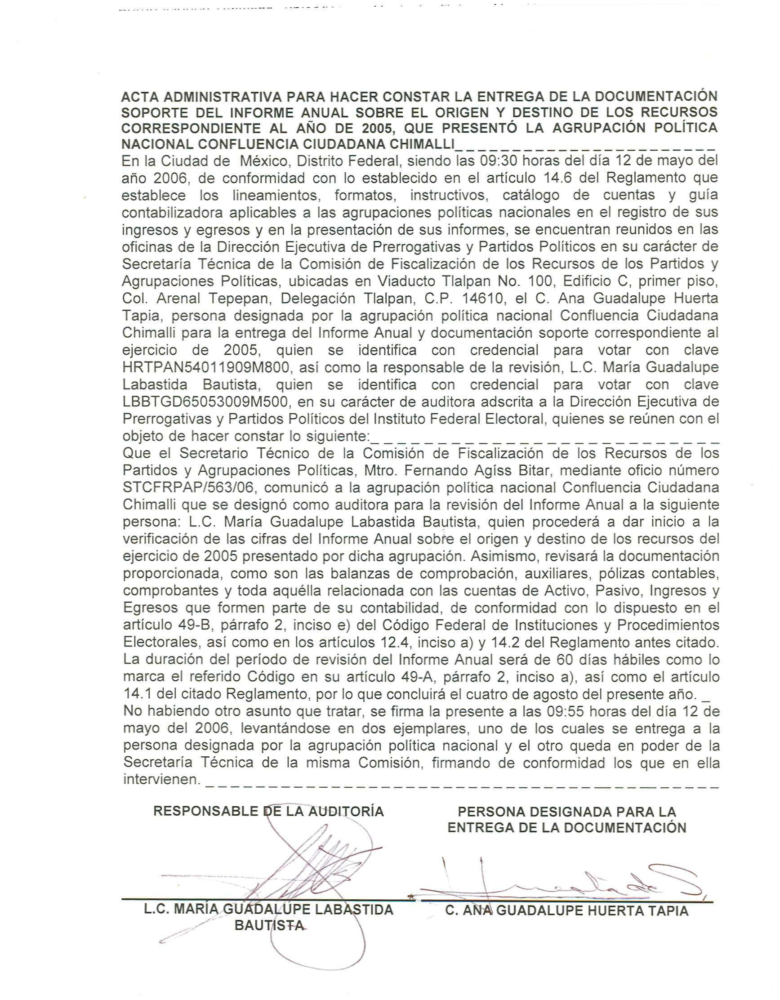 ACTA ADMINISTRATIVA PARA HACER CONSTAR LA ENTREGA DE LA DOCUMENTACIÓN
SOPORTE DEL INFORME ANUAL SOBRE EL ORIGEN Y DESTINO DE LOS RECURSOS
CORRESPONDIENTE AL AÑO DE 2005, QUE PRESENTÓ LA AGRUPACIÓN POLÍTICA
NACIONAL CONFLUENCIA CIUDADANA CHIMALLI_ _ _ _ _ _ _ _ _ _ _ _ _ _ _ _ _ _ _ _ _ _ _
En la Ciudad de México, Distrito Federal, siendo las 09:30 horas del día 12 de mayo del
año 2006, de conformidad con lo establecido en el artículo 14.6 del Reglamento que
establece los lineamientos, formatos, instructivos, catálogo de cuentas y guía
contabilizadora aplicables a las agrupaciones políticas nacionales en el registro de sus
ingresos y egresos y en la presentación de sus informes, se encuentran reunidos en las
oficinas de la Dirección Ejecutiva de Prerrogativas y Partidos Políticos en su carácter de
Secretaría Técnica de la Comisión de Fiscalización de los Recursos de los Partidos y
Agrupaciones Políticas, ubicadas en Viaducto Tlalpan No. 100, Edificio C, primer piso,
Col. Arenal Tepepan, Delegación Tlalpan, C.P. 14610, el C. Ana Guadalupe Huerta
Tapia, persona designada por la agrupación política nacional Confluencia Ciudadana
Chimalli para la entrega del Informe Anual y documentación soporte correspondiente al
ejercicio de 2005, quien se identifica con credencial para votar con clave
HRTPAN54011909M800, así como la responsable de la revisión, L.C. María Guadalupe
Labastida Bautista, quien se identifica con credencial para votar con clave
LBBTGD65053009M500, en su carácter de auditora adscrita a la Dirección Ejecutiva de
Prerrogativas y Partidos Políticos del Instituto Federal Electoral, quienes se reúnen con el
objeto de hacer constar lo siguiente:_ _ _ _ _ _ _ _ _ _ _ _ _ _ _ _ _ _ _ _ _ _ _ _ _ _
Que el Secretario Técnico de la Comisión de Fiscalización de los Recursos de los
Partidos y Agrupaciones Políticas, Mtro. Fernando Agíss Bitar, mediante oficio número
STCFRPAP/563/06, comunicó a la agrupación política nacional Confluencia Ciudadana
Chimalli que se designó como auditora para la revisión del Informe Anual a la siguiente
persona: L.C. María Guadalupe Labastida Bautista, quien procederá a dar inicio a la
verificación de las cifras del Informe Anual sobre el origen y destino de los recursos del
ejercicio de 2005 presentado por dicha agrupación. Asimismo, revisará la documentación
proporcionada, como son las balanzas de comprobación, auxiliares, pólizas contables,
comprobantes y toda aquélla relacionada con las cuentas de Activo, Pasivo, Ingresos y
Egresos que formen parte de su contabilidad, de conformidad con lo dispuesto en el
artículo 49-B, párrafo 2, inciso e) del Código Federal de Instituciones y Procedimientos
Electorales, así como en los artículos 12.4, inciso a) y 14.2 del Reglamento antes citado.
La duración del período de revisión del Informe Anual será de 60 días hábiles como lo
marca el referido Código en su artículo 49-A, párrafo 2, inciso a), así como el artículo
14.1 del citado Reglamento, por lo que concluirá el cuatro de agosto del presente año. _
No habiendo otro asunto que tratar, se firma la presente a las 09:55 horas del día 12 de
mayo del 2006, levantándose en dos ejemplares, uno de los cuales se entrega a la
persona designada por la agrupación política nacional y el otro queda en poder de la
Secretaría Técnica de la misma Comisión, firmando de conformidad los que en ella
intervienen. _ _ _ _ _ _ _ _ _ _ _ _ _ _ _ _ _ _ _ _ _ _ _ _ _ _ _ _ _ _ _ _ _ _ _ _ _ _ _ _
RESPONSABLE DE LA AUDITORÍA
PERSONA DESIGNADA PARA LA
ENTREGA DE LA DOCUMENTACIÓN
Huerta de S.
L.C. MARÍA GUADALUPE LABASTIDA
BAUTISTA
C. ANA GUADALUPE HUERTA TAPIA